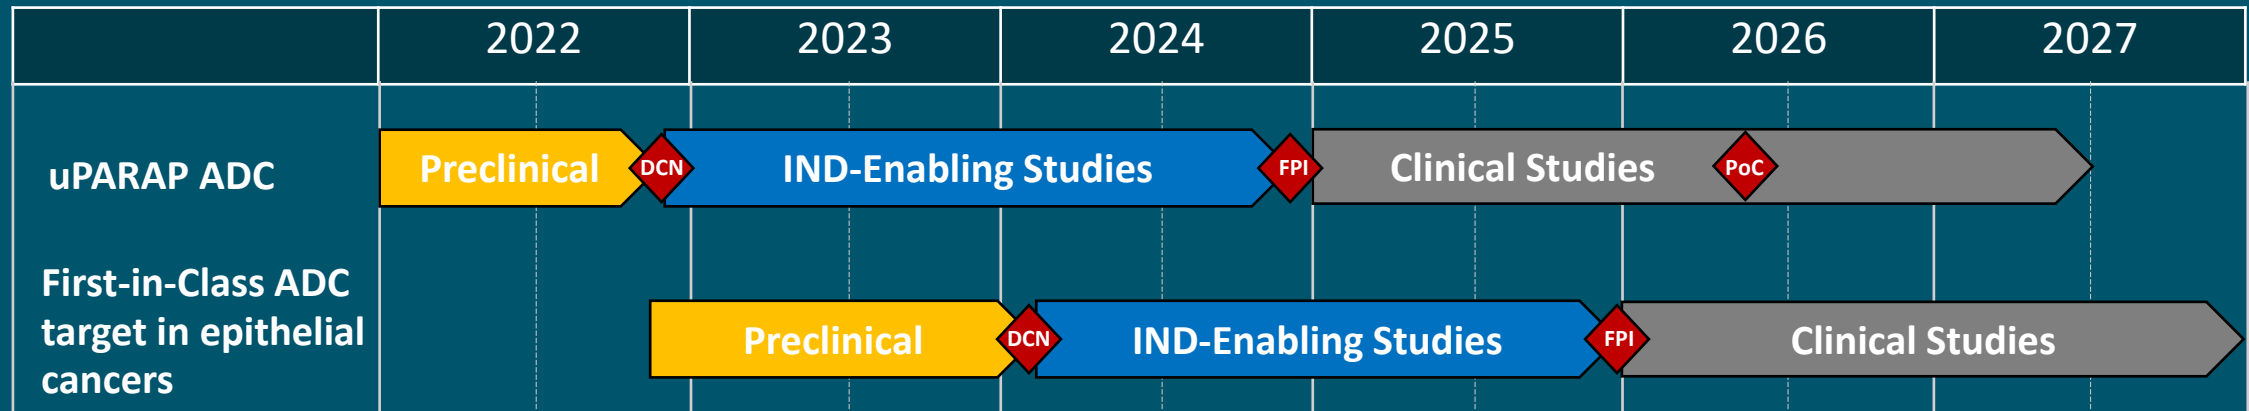 2022 2023 2024 2025 2026 2027
uPARAP ADC Preclinical DCN IND-Enabling Studies FPI Clinical Studies PoC
First-in-Class ADC
target in epithelial
cancers
Preclinical DCN IND-Enabling Studies FPI Clinical Studies